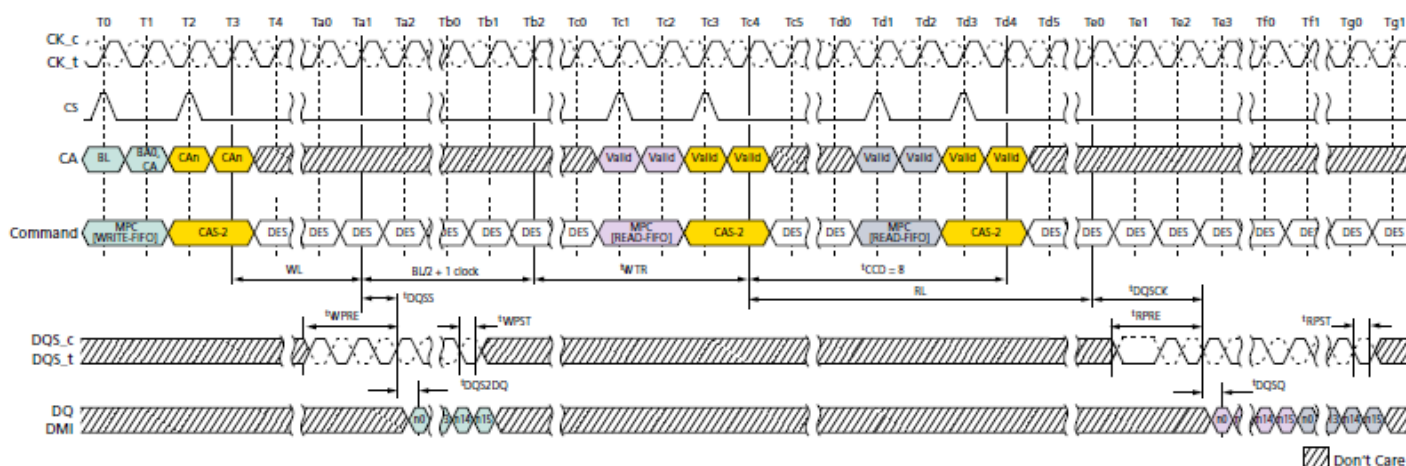 T0 T1 T2 T3 T4 Ta0 Ta1 Ta2 Tb0 Tb1 Tb2 Tc0 Tc1 Tc2 Tc3 Tc4 Tc5 Td0 Td1 Td2 Td3 Td4 Td5 Te0 Te1 Te2 Te3 Tf0 Tf1 Tg0 Tg1
CK_c
CK_t
CS
CA BL BA0, CA CAn CAn Valid Valid Valid Valid Valid Valid Valid Valid
Command MPC [WRITE-FIFO] CAS-2 DES DES DES DES DES DES DES DES MPC [READ-FIFO] CAS-2 DES DES MPC [READ-FIFO] CAS-2 DES DES DES DES DES DES DES DES DES
WL BL/2 + 1 clock tWTR tCCD = 8
RL tDQSCK
tDQSS
tWPRE tWPST tRPRE tRPST
DQS_c
DQS_t
tDQS2DQ tDQSQ
DQ
DMI
n0 n14 n15 n0 n14 n15 n0 n14 n15
Don't Care